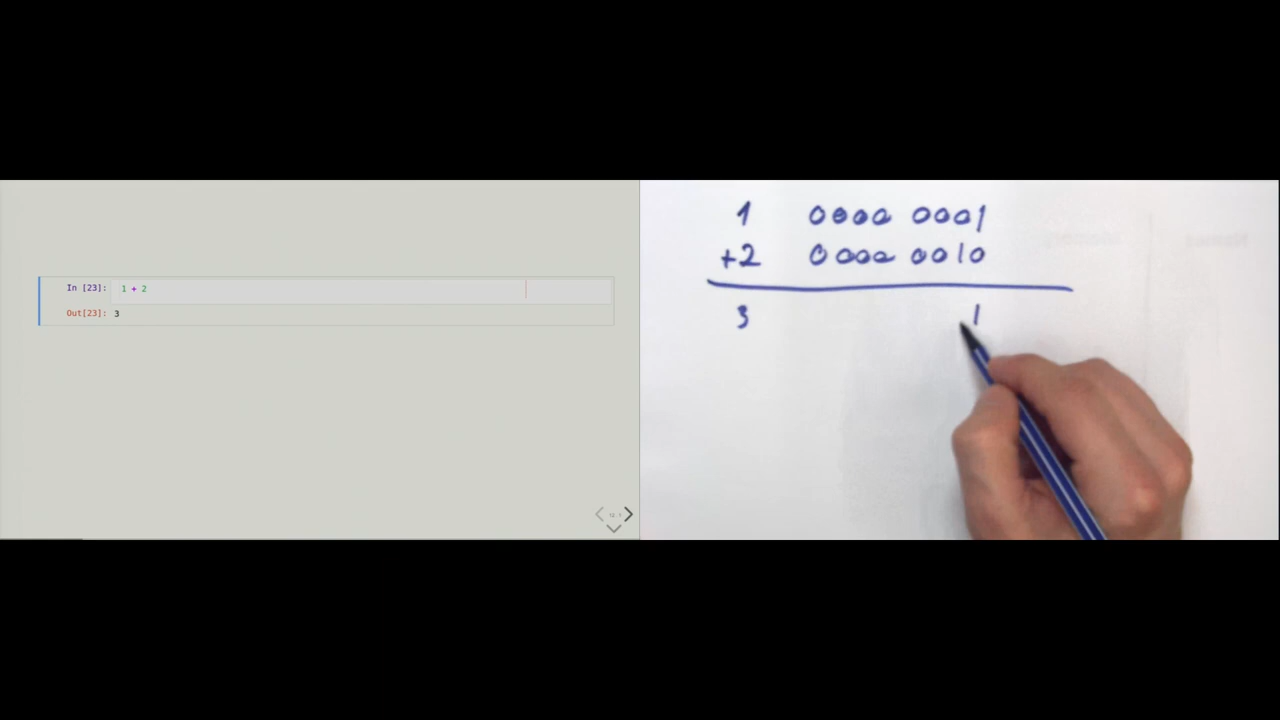 In [23]: 1 + 2
Out[23]: 3
1 0000 0001
+2 0000 0010
3 1